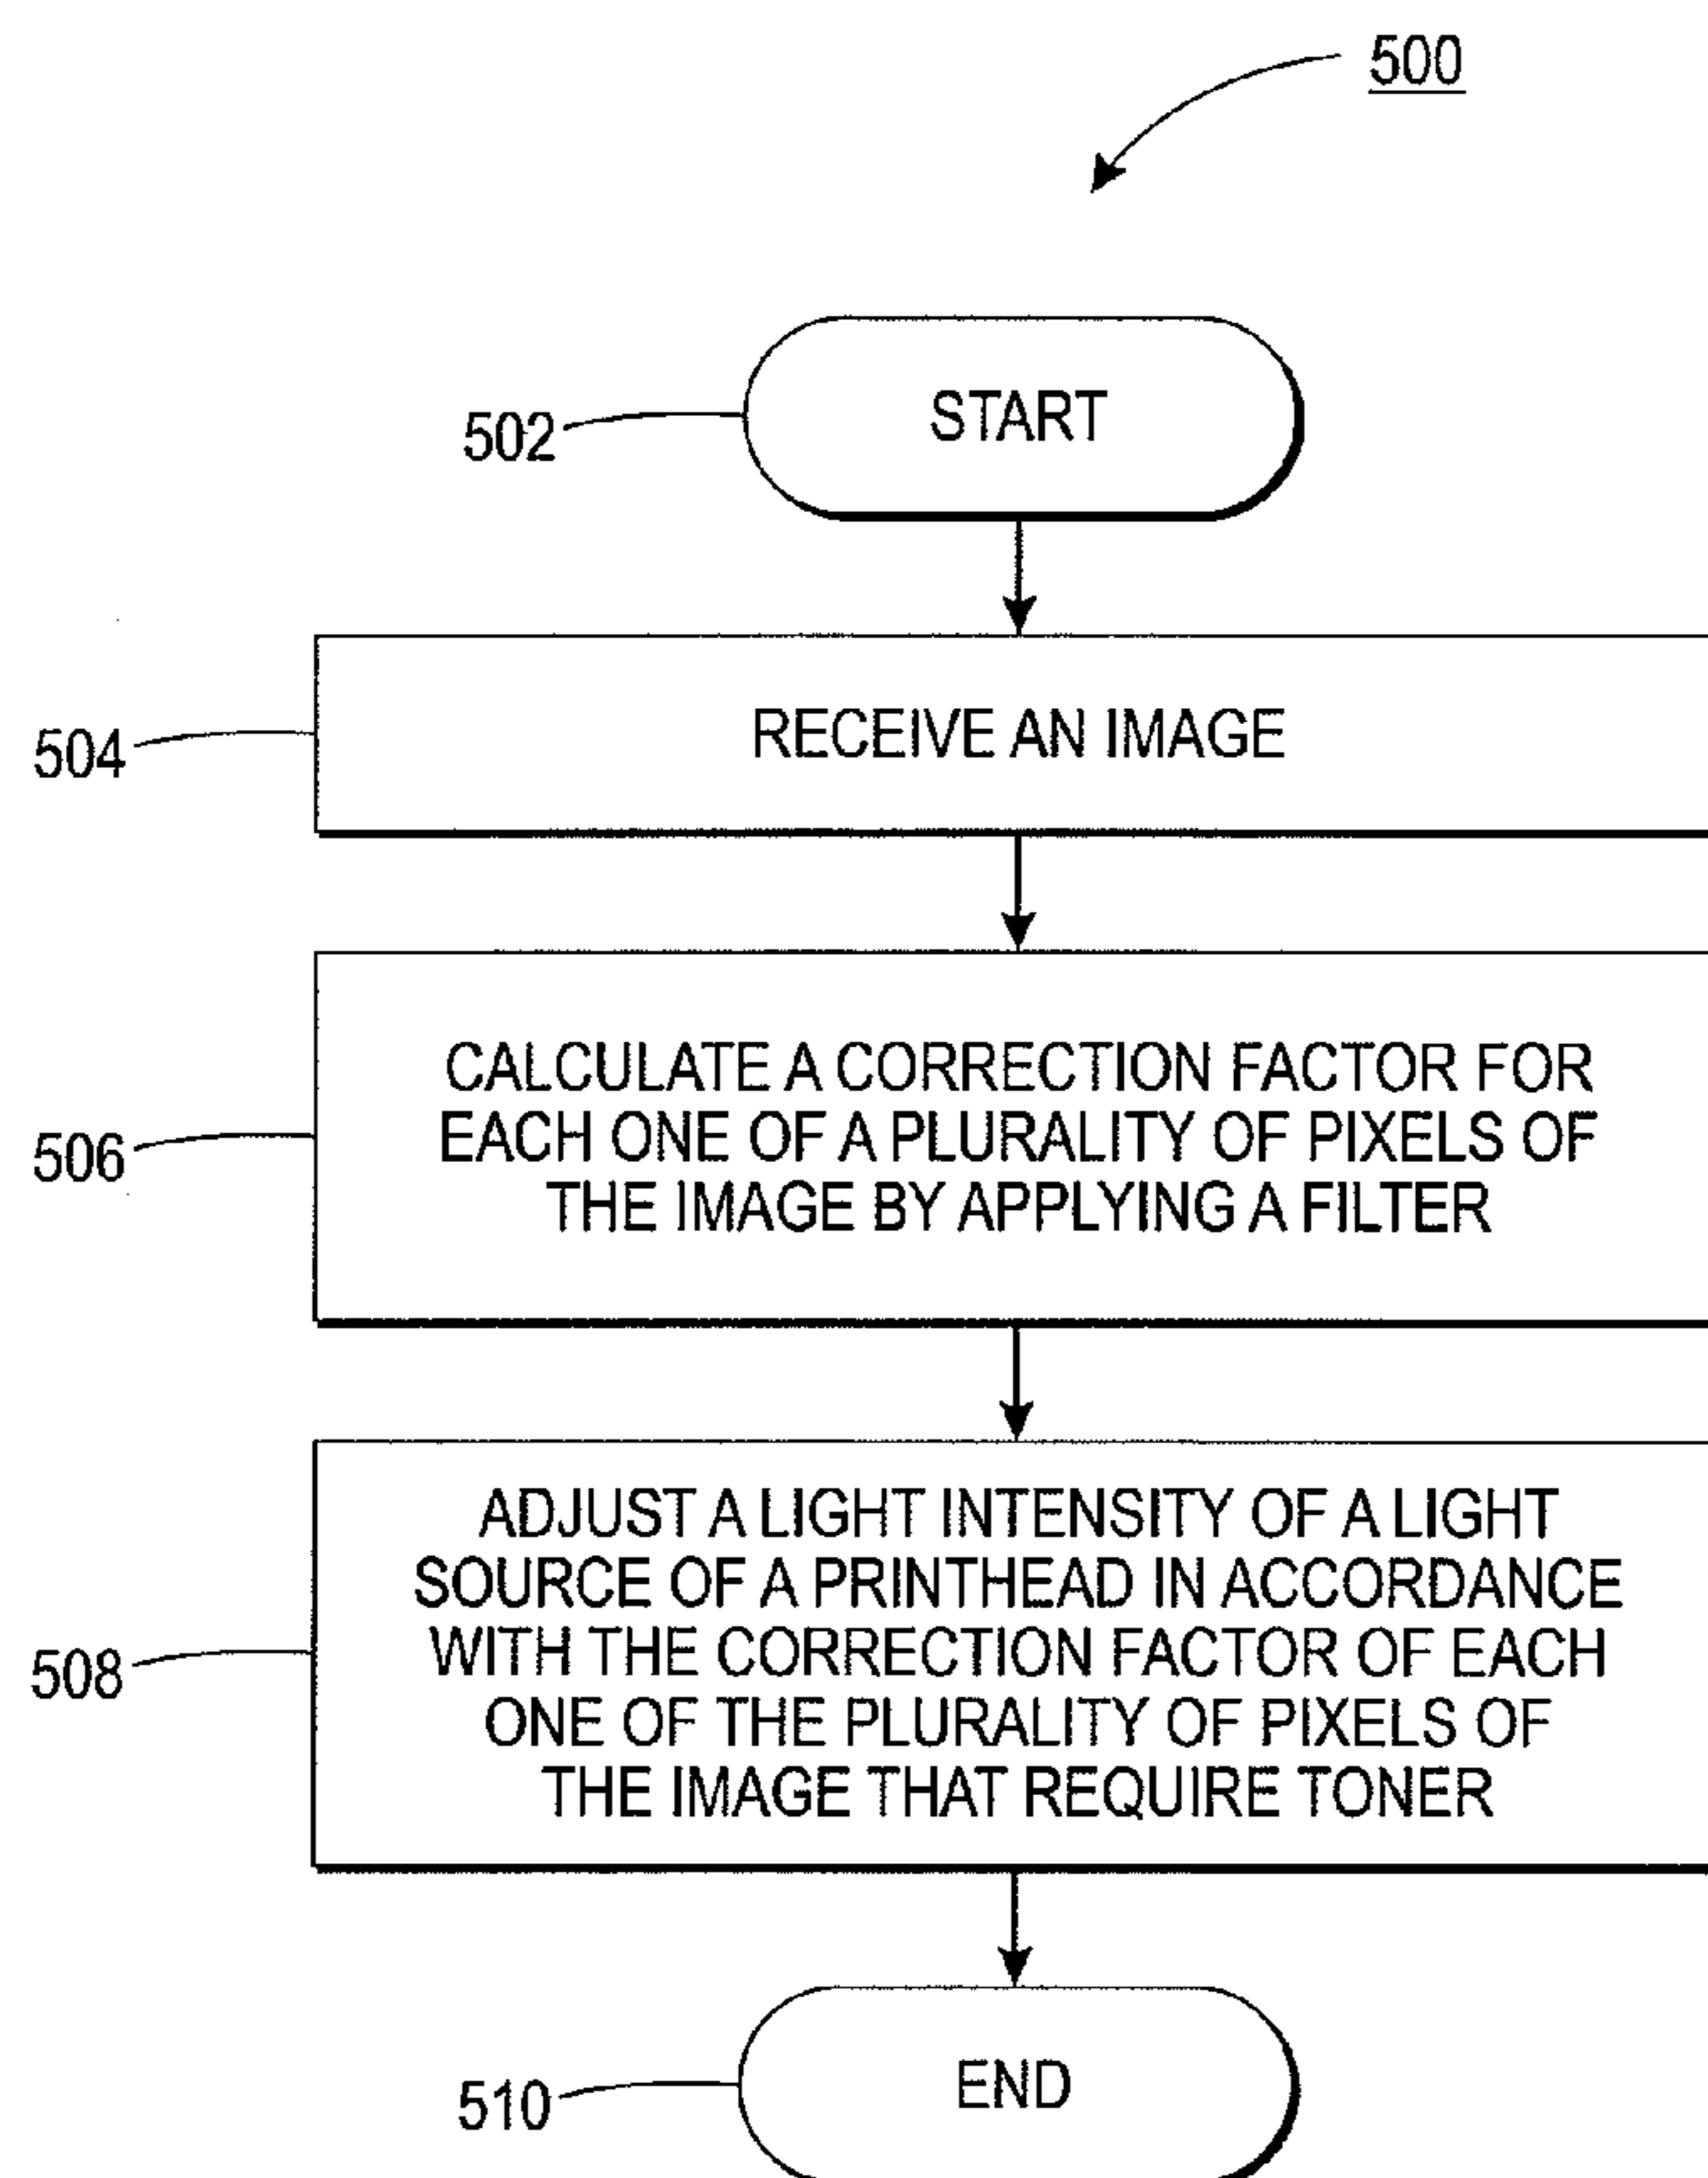 500
502
START
504
RECEIVE AN IMAGE
506
CALCULATE A CORRECTION FACTOR FOR
EACH ONE OF A PLURALITY OF PIXELS OF
THE IMAGE BY APPLYING A FILTER
508
ADJUST A LIGHT INTENSITY OF A LIGHT
SOURCE OF A PRINTHEAD IN ACCORDANCE
WITH THE CORRECTION FACTOR OF EACH
ONE OF THE PLURALITY OF PIXELS OF
THE IMAGE THAT REQUIRE TONER
510
END